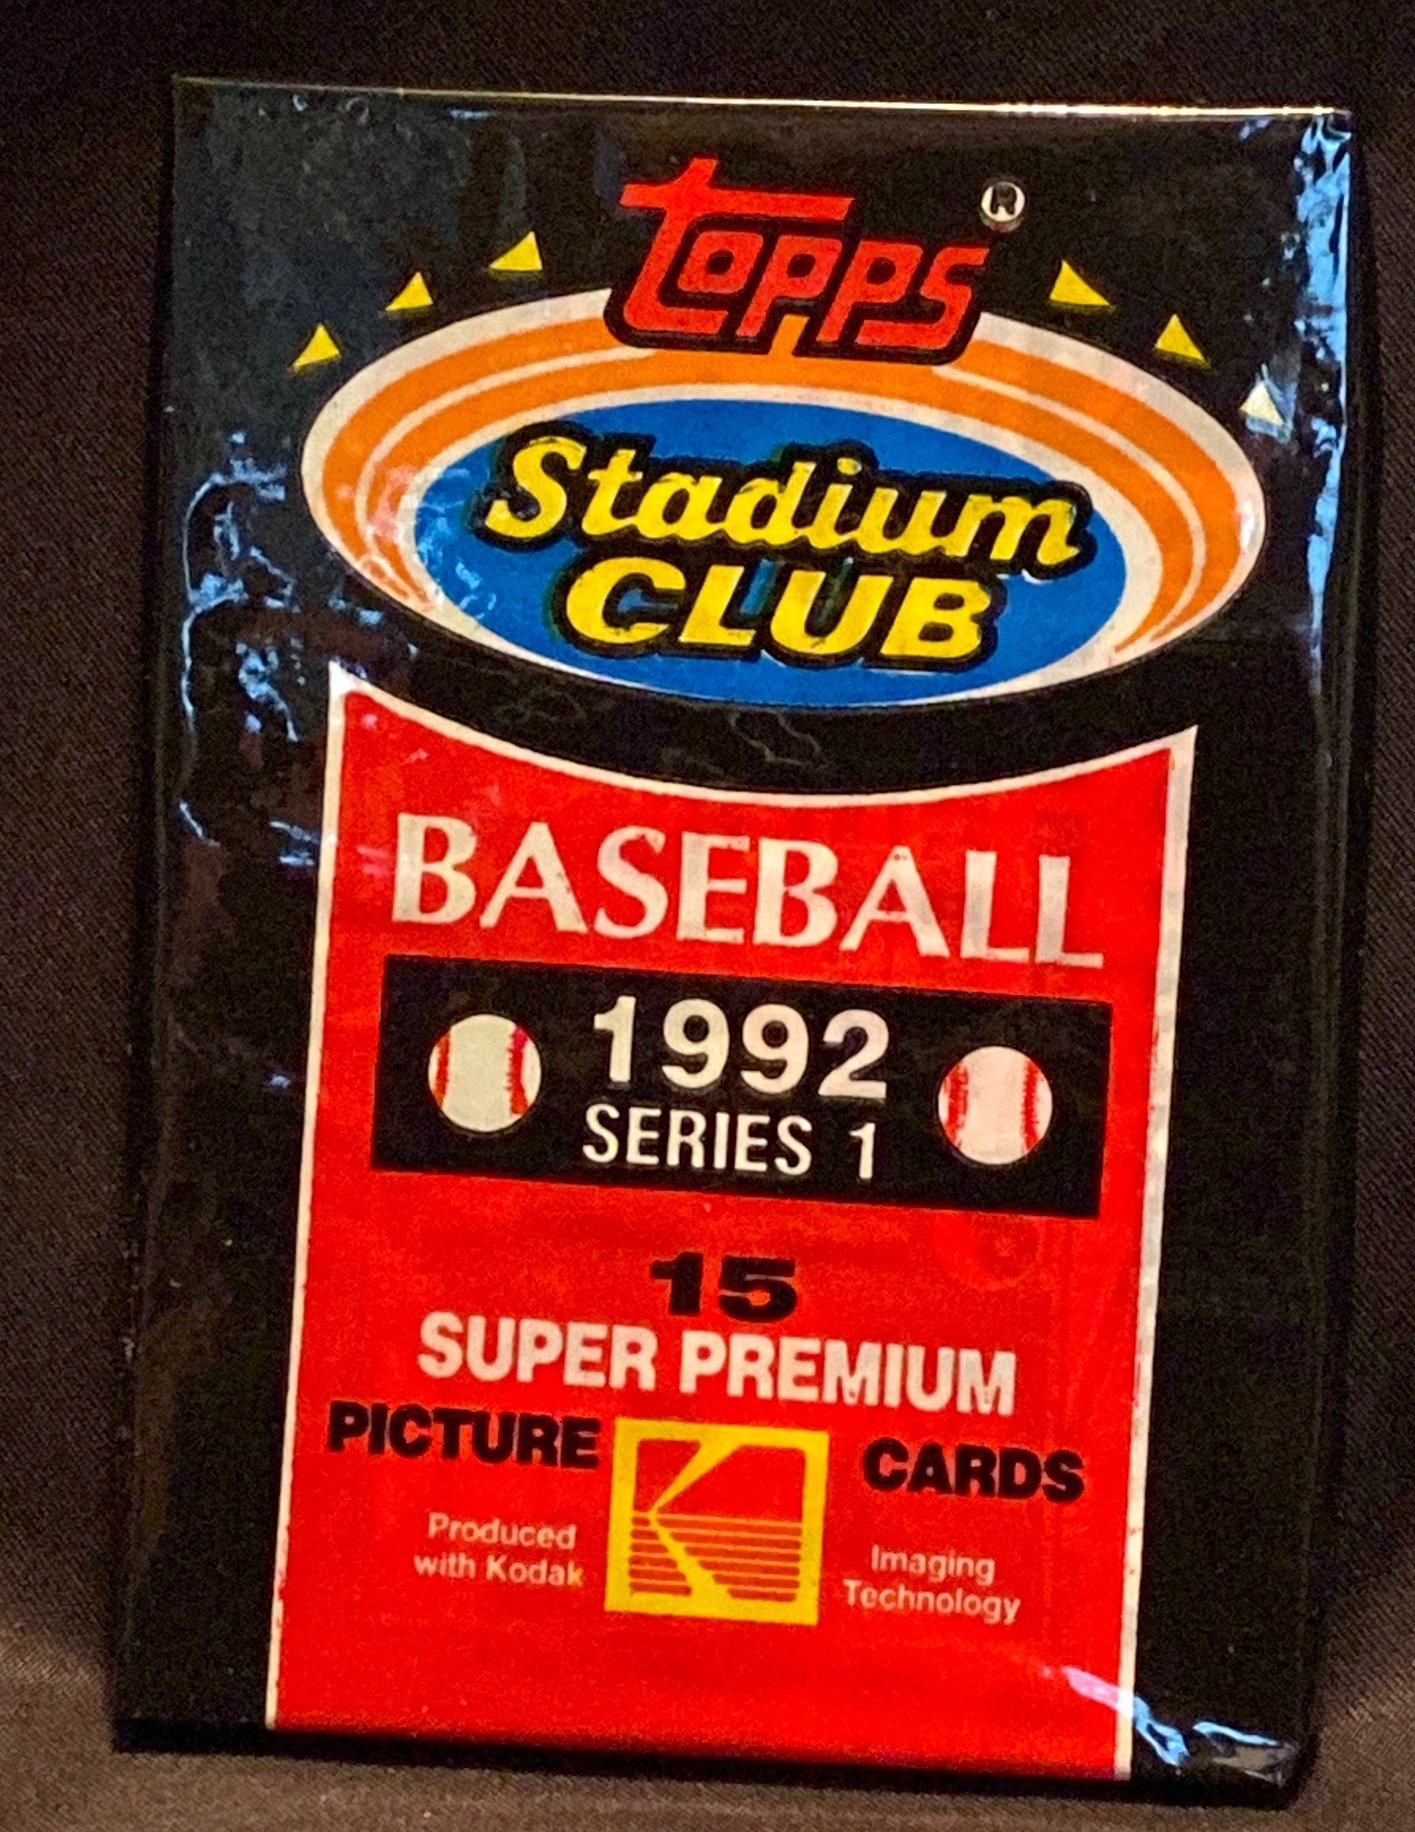 Topps ®
Stadium
CLUB
BASEBALL
1992
SERIES 1
15
SUPER PREMIUM
PICTURE CARDS
Produced
with Kodak
Imaging
Technology